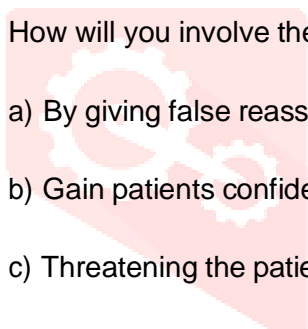 How will you involve the
a) By giving false reass
b) Gain patients confide
c) Threatening the patie